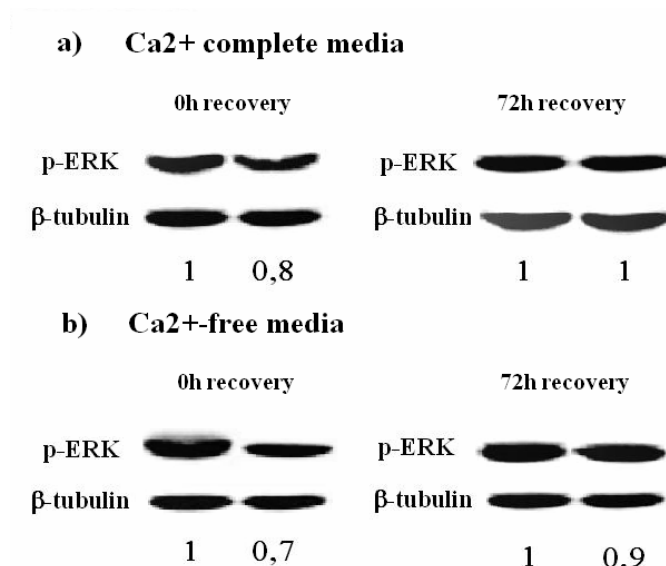 a) Ca2+ complete media
0h recovery 72h recovery
p-ERK p-ERK
β-tubulin β-tubulin
1 0,8 1 1
b) Ca2+-free media
0h recovery 72h recovery
p-ERK p-ERK
β-tubulin β-tubulin
1 0,7 1 0,9